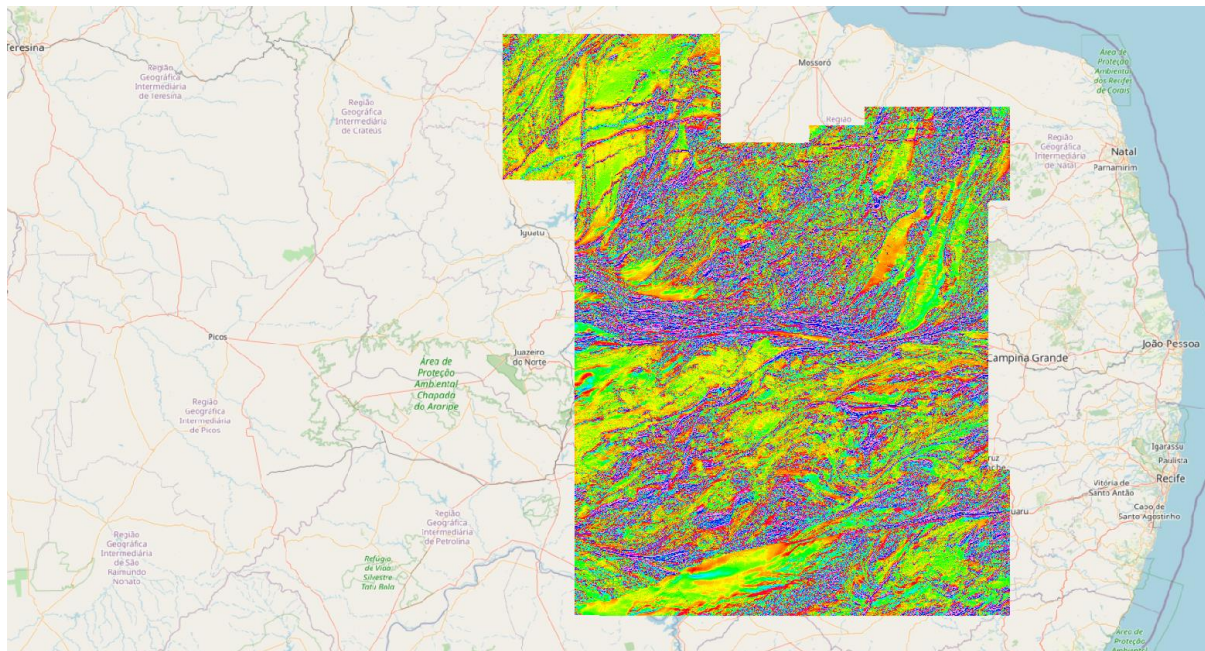 Teresina
Região
Geográfica
Intermediária
de Teresina
Região
Geográfica
Intermediária
de Crateús
Mossoró
Região
Área de
Proteção
Ambiental
dos Recifes
de Corais
Região
Geográfica
Intermediária
de Natal
Natal
Parnamirim
Iguatu
Picos
Juazeiro
do Norte
Área de
Proteção
Ambiental
Chapada
do Araripe
Campina Grande
João Pessoa
Região
Geográfica
Intermediária
de Picos
Igarassu
Paulista
Recife
Vitória de
Santo Antão
Cabo de
Santo Agostinho
Região
Geográfica
Intermediária
de Petrolina
Região
Geográfica
Intermediária
de São
Raimundo
Nonato
Refúgio
de Vida
Silvestre
Tatu Bola
Área de
Proteção
Ambiental